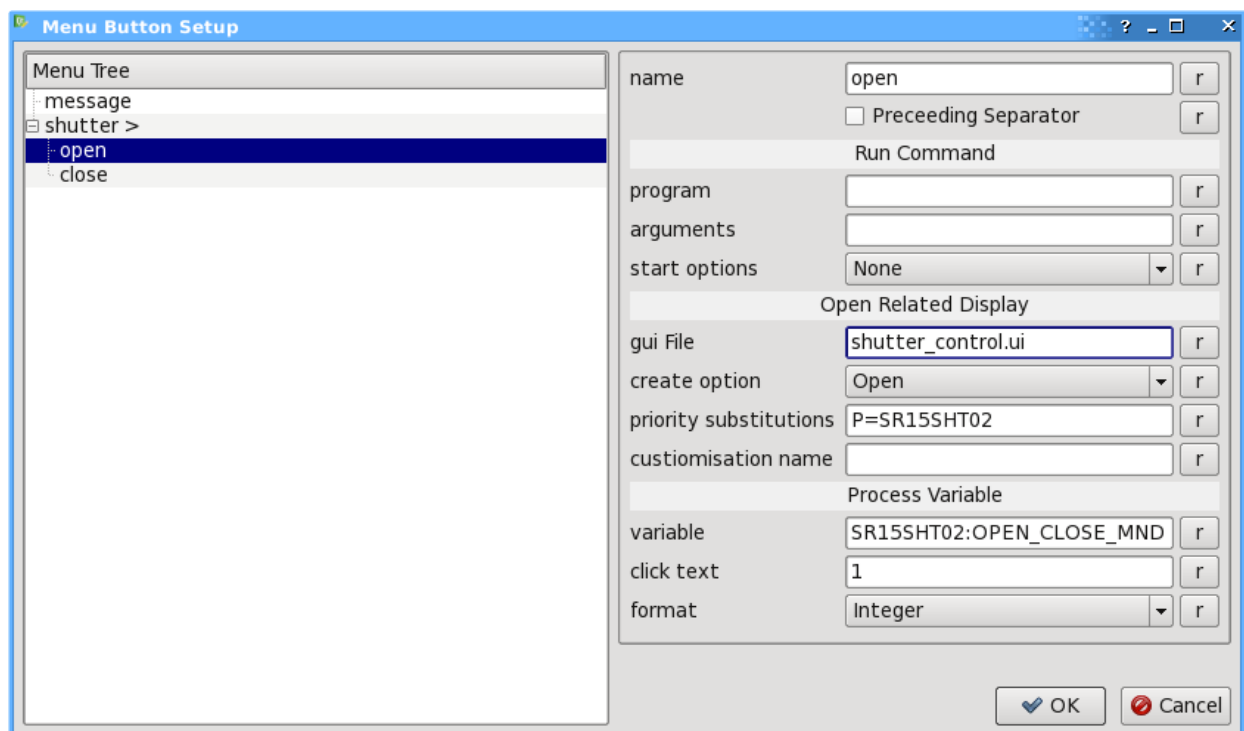 Menu Button Setup
?
Menu Tree
message
shutter >
open
close
name open r
Preceeding Separator r
Run Command
program r
arguments r
start options None r
Open Related Display
gui File shutter_control.ui r
create option Open r
priority substitutions P=SR15SHT02 r
custiomisation name r
Process Variable
variable SR15SHT02:OPEN_CLOSE_MND r
click text 1 r
format Integer r
OK Cancel